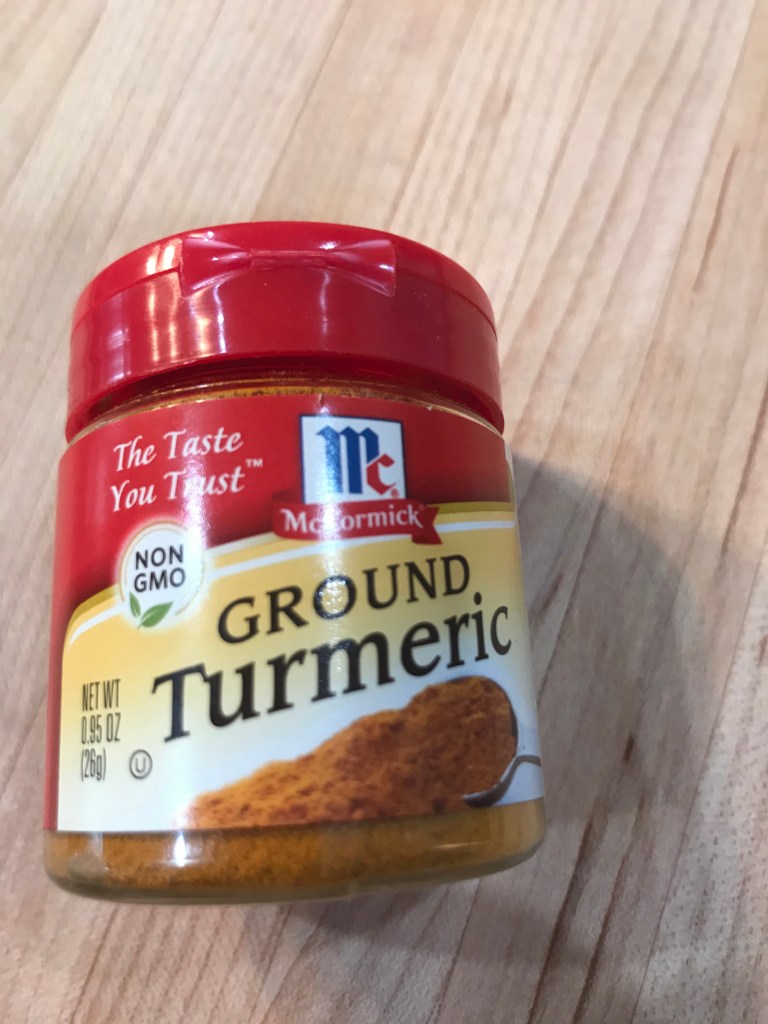 The Taste
You Trust™
Mc
McCormick®
NON
GMO
GROUND
Turmeric
NET WT
0.95 OZ
(26g)
U